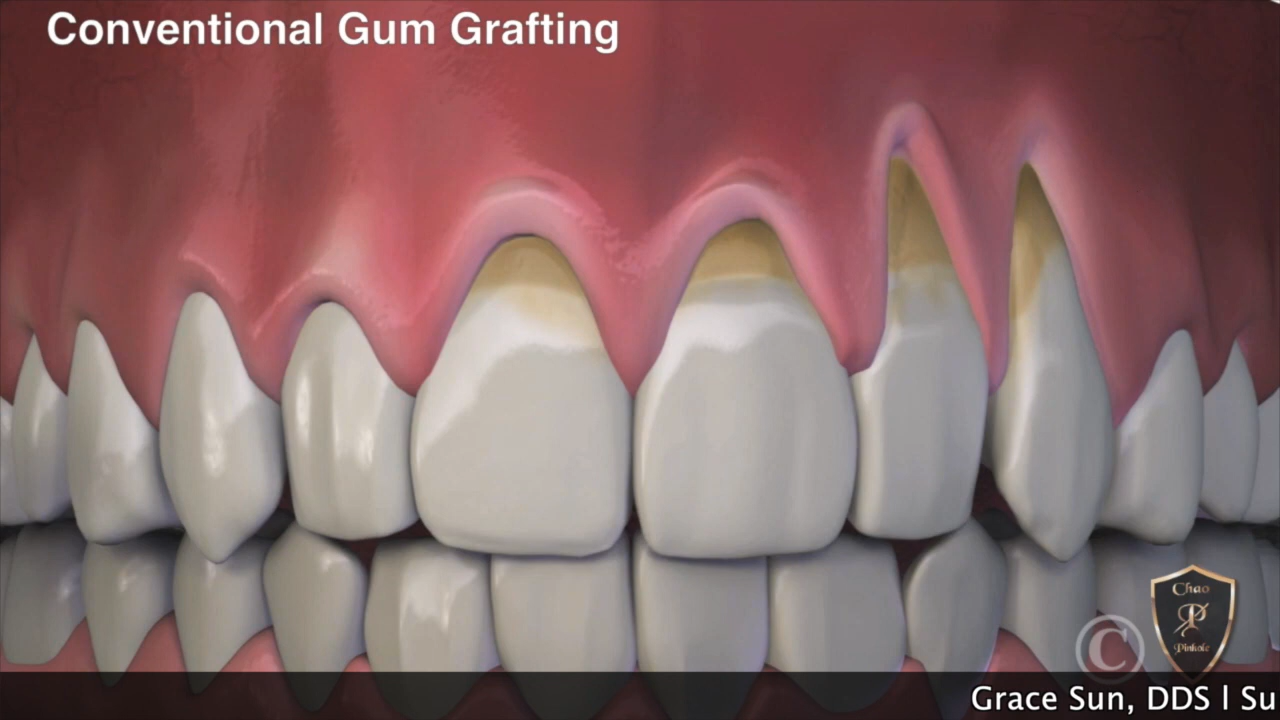 Conventional Gum Grafting
Chao
P
Pinhole
©
Grace Sun, DDS | Su